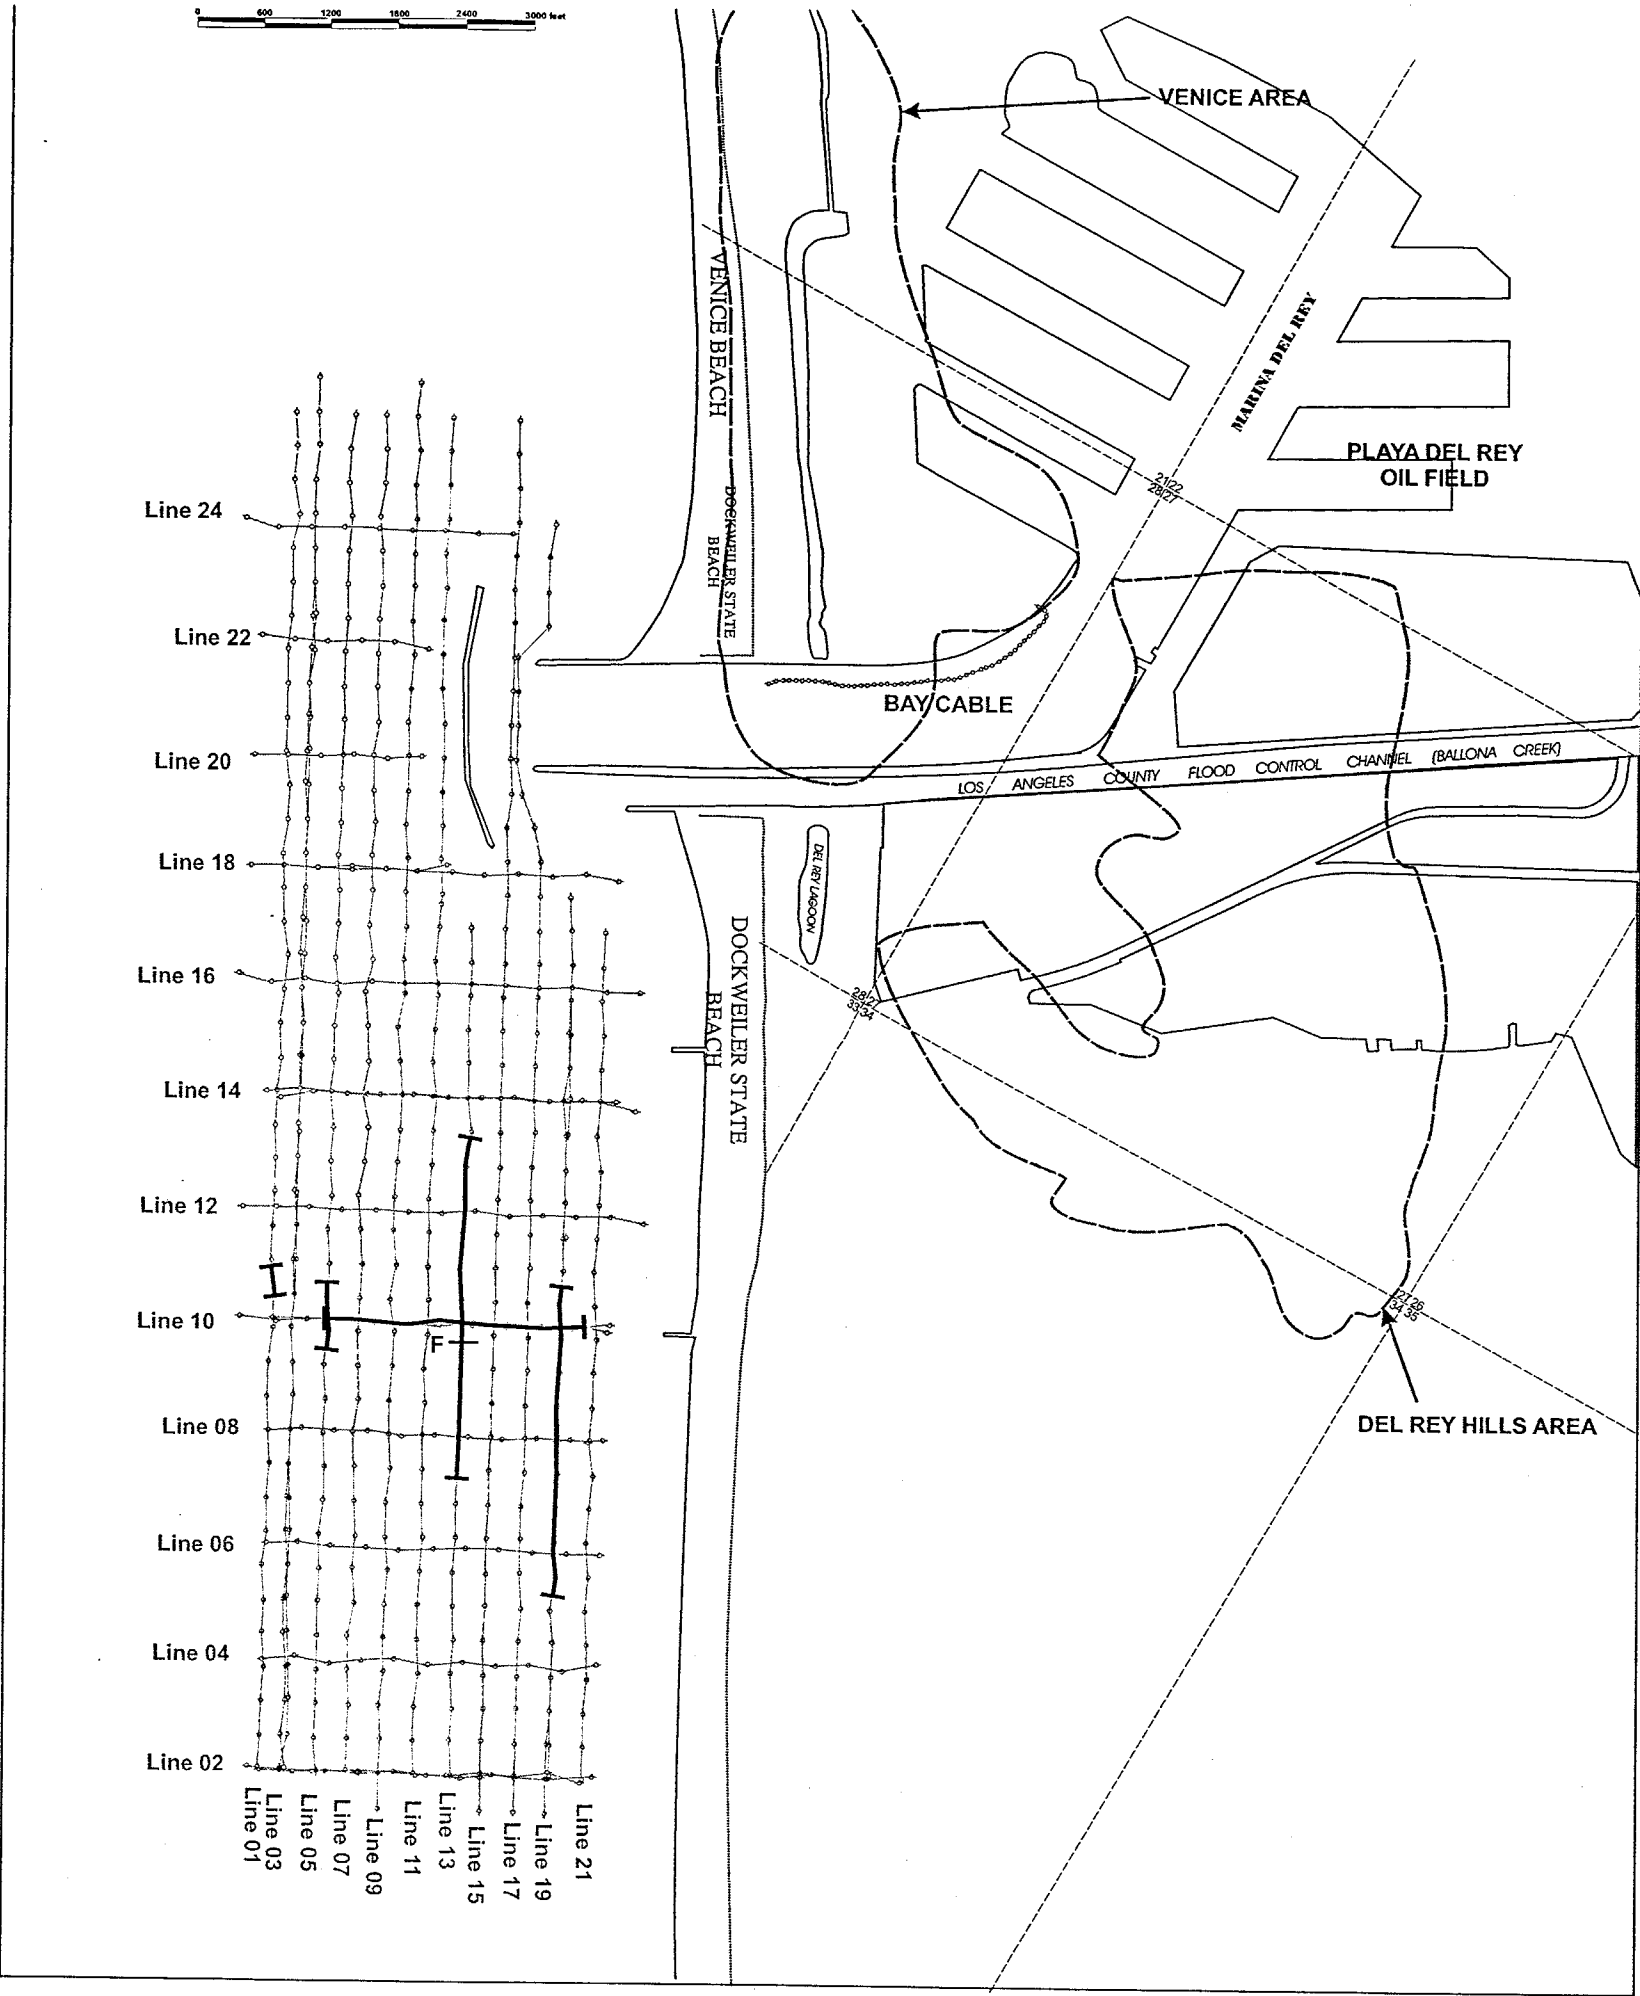 0 600 1200 1800 2400 3000 feet
VENICE AREA
VENICE BEACH
MARINA DEL REY
PLAYA DEL REY
OIL FIELD
21 22
28 27
DOCKWEILER STATE
BEACH
Line 24
Line 22
BAY CABLE
Line 20
LOS ANGELES COUNTY FLOOD CONTROL CHANNEL (BALLONA CREEK)
Line 18
DEL REY LAGOON
Line 16
DOCKWEILER STATE
BEACH
28 27
33 34
Line 14
Line 12
Line 10
F
27 26
34 35
Line 08
DEL REY HILLS AREA
Line 06
Line 04
Line 02
Line 01
Line 03
Line 05
Line 07
Line 09
Line 11
Line 13
Line 15
Line 17
Line 19
Line 21